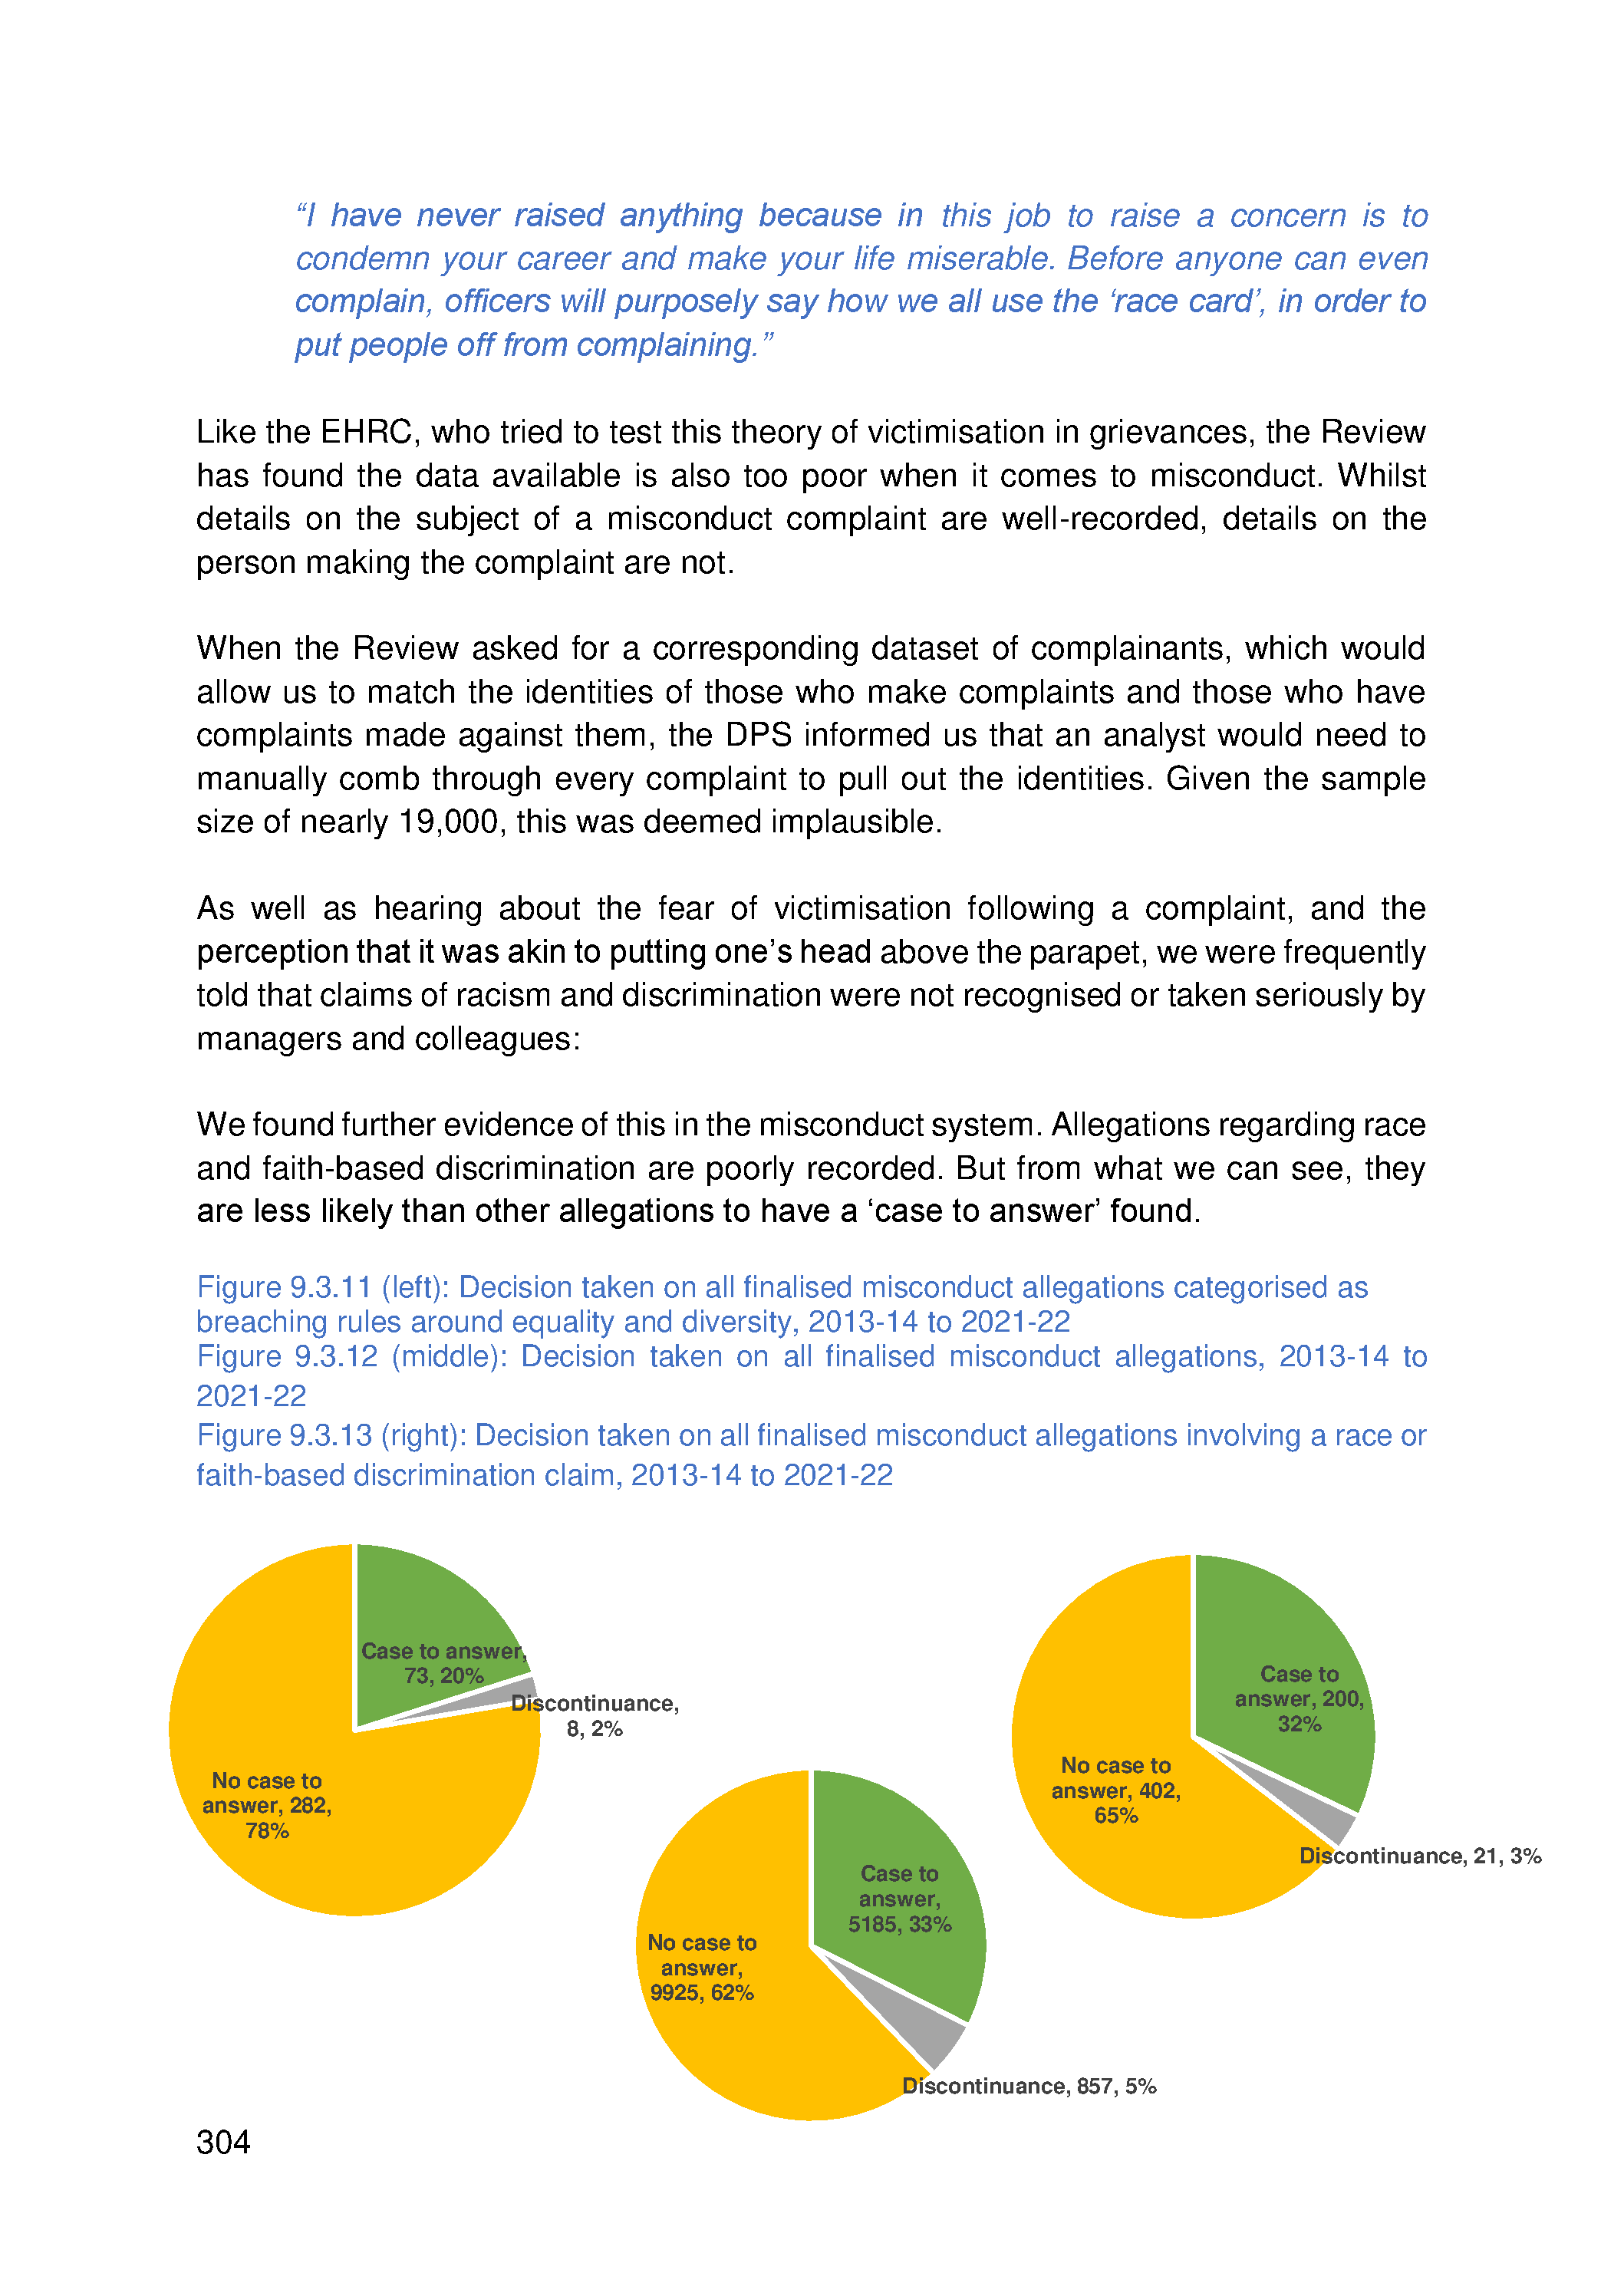 “I have never raised anything because in this job to raise a concern is to
condemn your career and make your life miserable. Before anyone can even
complain, officers will purposely say how we all use the ‘race card’, in order to
put people off from complaining.”
Like the EHRC, who tried to test this theory of victimisation in grievances, the Review
has found the data available is also too poor when it comes to misconduct. Whilst
details on the subject of a misconduct complaint are well-recorded, details on the
person making the complaint are not.
When the Review asked for a corresponding dataset of complainants, which would
allow us to match the identities of those who make complaints and those who have
complaints made against them, the DPS informed us that an analyst would need to
manually comb through every complaint to pull out the identities. Given the sample
size of nearly 19,000, this was deemed implausible.
As well as hearing about the fear of victimisation following a complaint, and the
perception that it was akin to putting one’s head above the parapet, we were frequently
told that claims of racism and discrimination were not recognised or taken seriously by
managers and colleagues:
We found further evidence of this in the misconduct system. Allegations regarding race
and faith-based discrimination are poorly recorded. But from what we can see, they
are less likely than other allegations to have a ‘case to answer’ found.
Figure 9.3.11 (left): Decision taken on all finalised misconduct allegations categorised as
breaching rules around equality and diversity, 2013-14 to 2021-22
Figure 9.3.12 (middle): Decision taken on all finalised misconduct allegations, 2013-14 to
2021-22
Figure 9.3.13 (right): Decision taken on all finalised misconduct allegations involving a race or
faith-based discrimination claim, 2013-14 to 2021-22
Case to answer,
73, 20%
Discontinuance,
8, 2%
No case to
answer, 282,
78%
Case to
answer,
5185, 33%
No case to
answer,
9925, 62%
Discontinuance, 857, 5%
Case to
answer, 200,
32%
No case to
answer, 402,
65%
Discontinuance, 21, 3%
304